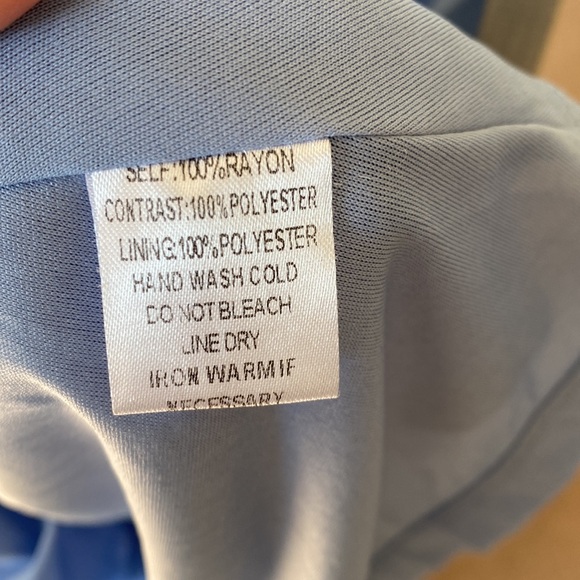 SELF:100%RAYON
CONTRAST:100%POLYESTER
LINING:100%POLYESTER
HAND WASH COLD
DO NOT BLEACH
LINE DRY
IRON WARM IF
NECESSARY